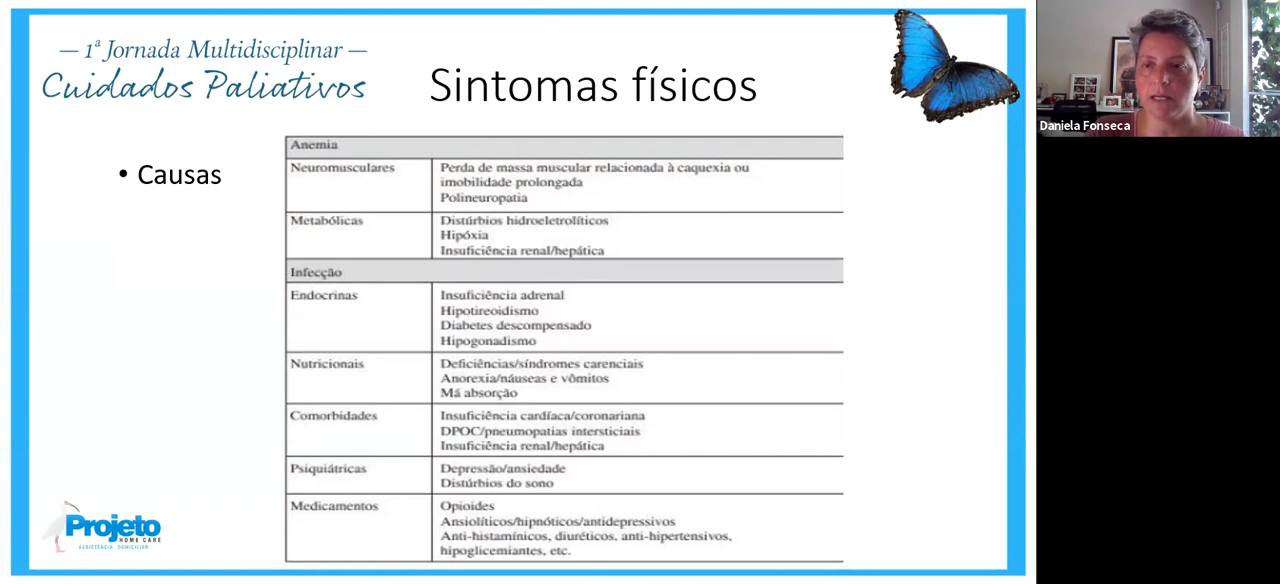 — 1ª Jornada Multidisciplinar —
Cuidados Paliativos
Sintomas físicos
Daniela Fonseca
• Causas
Anemia
Neuromusculares
Perda de massa muscular relacionada à caquexia ou
imobilidade prolongada
Polineuropatia
Metabólicas
Distúrbios hidroeletrolíticos
Hipóxia
Insuficiência renal/hepática
Infecção
Endocrinas
Insuficiência adrenal
Hipotireoidismo
Diabetes descompensado
Hipogonadismo
Nutricionais
Deficiências/síndromes carenciais
Anorexia/náuseas e vômitos
Má absorção
Comorbidades
Insuficiência cardíaca/coronariana
DPOC/pneumopatias intersticiais
Insuficiência renal/hepática
Psiquiátricas
Depressão/ansiedade
Distúrbios do sono
Medicamentos
Opioides
Ansiolíticos/hipnóticos/antidepressivos
Anti-histamínicos, diuréticos, anti-hipertensivos,
hipoglicemiantes, etc.
Projeto
HOME CARE
ASSISTÊNCIA DOMICILIAR